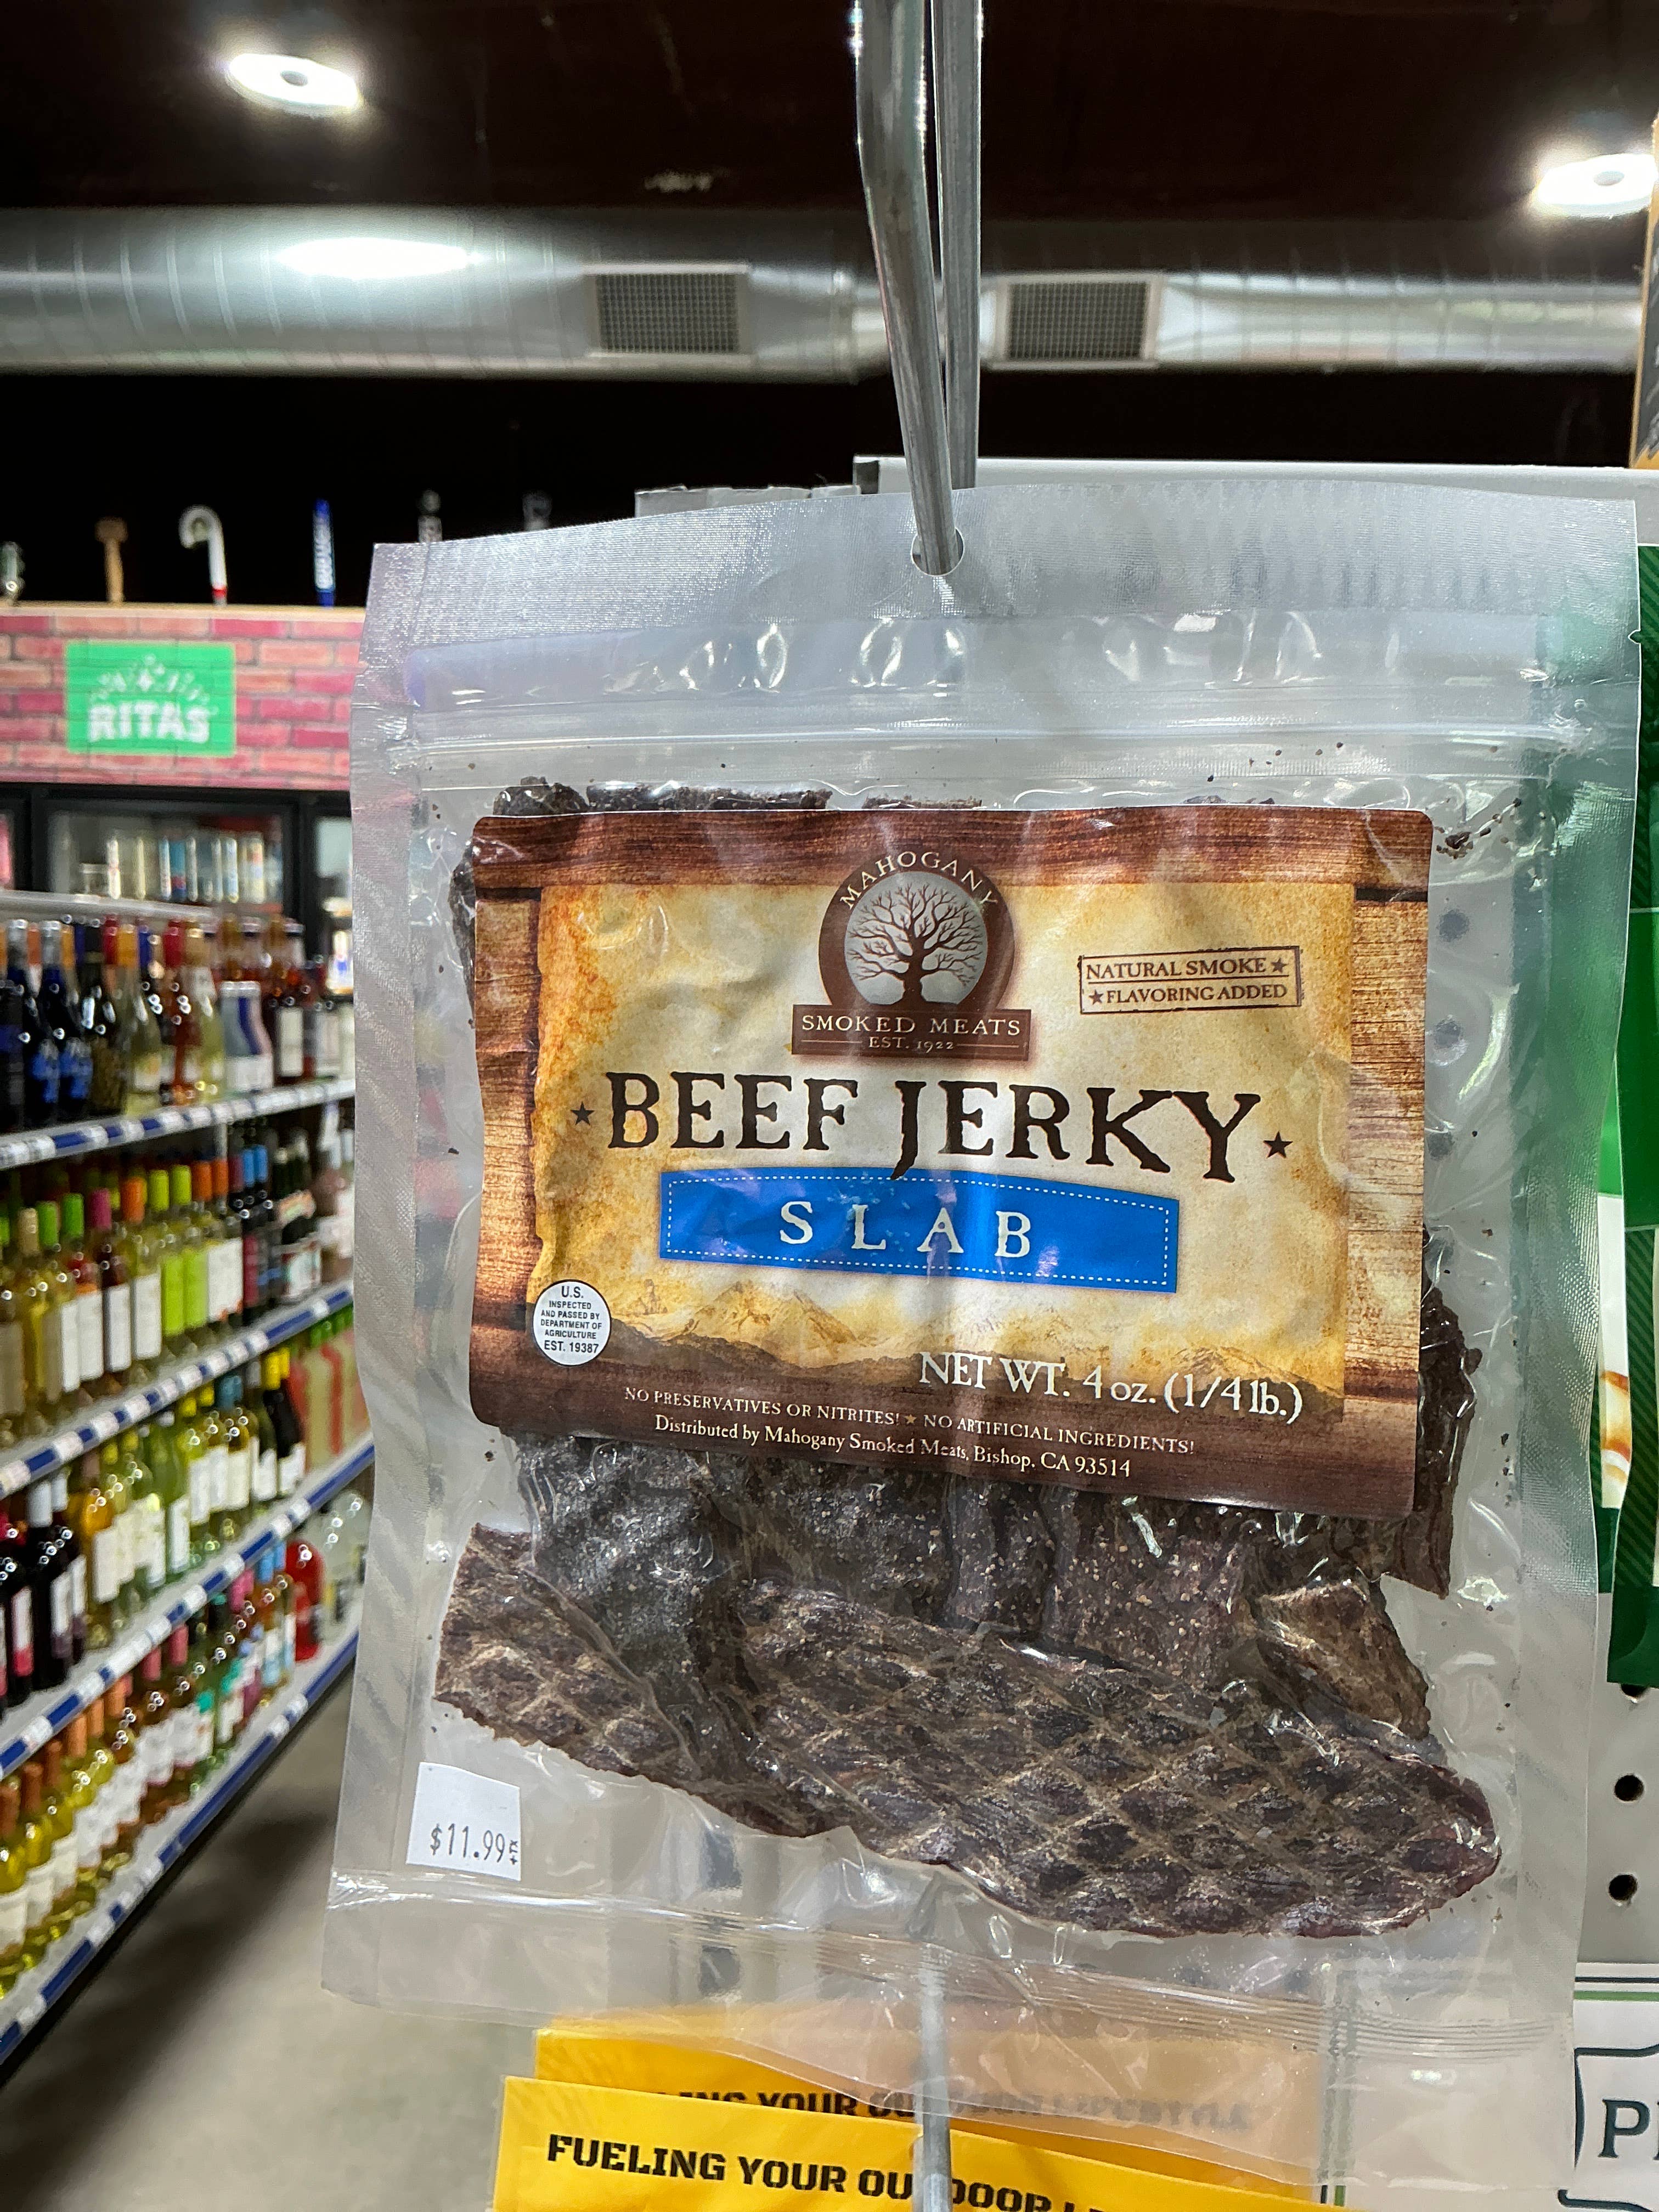 RITAS
MAHOGANY
SMOKED MEATS
EST. 1922
NATURAL SMOKE ★
★ FLAVORING ADDED
★ BEEF JERKY ★
SLAB
U.S.
INSPECTED
AND PASSED BY
DEPARTMENT OF
AGRICULTURE
EST. 19387
NET WT. 4 oz. (1/4 lb.)
NO PRESERVATIVES OR NITRITES! ★ NO ARTIFICIAL INGREDIENTS!
Distributed by Mahogany Smoked Meats, Bishop, CA 93514
$11.99
YOUR
FUELING YOUR OUTDOOR